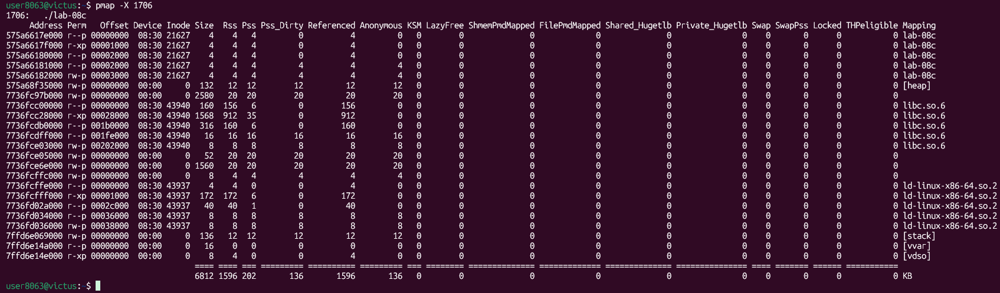 user8063@victus:~$ pmap -X 1706
1706:   ./lab-08c
     Address Perm   Offset Device Inode Size  Rss Pss Pss_Dirty Referenced Anonymous KSM LazyFree ShmemPmdMapped FilePmdMapped Shared_Hugetlb Private_Hugetlb Swap SwapPss Locked THPeligible Mapping
575a6617e000 r--p 00000000  08:30 21627    4    4   4         0          4         0   0        0              0             0              0               0    0       0      0           0 lab-08c
575a6617f000 r-xp 00001000  08:30 21627    4    4   4         0          4         0   0        0              0             0              0               0    0       0      0           0 lab-08c
575a66180000 r--p 00002000  08:30 21627    4    4   4         0          4         0   0        0              0             0              0               0    0       0      0           0 lab-08c
575a66181000 r--p 00002000  08:30 21627    4    4   4         4          4         4   0        0              0             0              0               0    0       0      0           0 lab-08c
575a66182000 rw-p 00003000  08:30 21627    4    4   4         4          4         4   0        0              0             0              0               0    0       0      0           0 lab-08c
575a68f35000 rw-p 00000000  00:00     0  132   12  12        12         12        12   0        0              0             0              0               0    0       0      0           0 [heap]
7736fc97b000 rw-p 00000000  00:00     0 2580   20  20        20         20        20   0        0              0             0              0               0    0       0      0           0
7736fcc00000 r--p 00000000  08:30 43940  160  156   6         0        156         0   0        0              0             0              0               0    0       0      0           0 libc.so.6
7736fcc28000 r-xp 00028000  08:30 43940 1568  912  35         0        912         0   0        0              0             0              0               0    0       0      0           0 libc.so.6
7736fcdb0000 r--p 001b0000  08:30 43940  316  160   6         0        160         0   0        0              0             0              0               0    0       0      0           0 libc.so.6
7736fcdff000 r--p 001fe000  08:30 43940   16   16  16        16         16        16   0        0              0             0              0               0    0       0      0           0 libc.so.6
7736fce03000 rw-p 00202000  08:30 43940    8    8   8         8          8         8   0        0              0             0              0               0    0       0      0           0 libc.so.6
7736fce05000 rw-p 00000000  00:00     0   52   20  20        20         20        20   0        0              0             0              0               0    0       0      0           0
7736fce6e000 rw-p 00000000  00:00     0 1560   20  20        20         20        20   0        0              0             0              0               0    0       0      0           0
7736fcffc000 rw-p 00000000  00:00     0    8    4   4         4          4         4   0        0              0             0              0               0    0       0      0           0
7736fcffe000 r--p 00000000  08:30 43937    4    4   0         0          4         0   0        0              0             0              0               0    0       0      0           0 ld-linux-x86-64.so.2
7736fcfff000 r-xp 00001000  08:30 43937  172  172   6         0        172         0   0        0              0             0              0               0    0       0      0           0 ld-linux-x86-64.so.2
7736fd02a000 r--p 0002c000  08:30 43937   40   40   1         0         40         0   0        0              0             0              0               0    0       0      0           0 ld-linux-x86-64.so.2
7736fd034000 r--p 00036000  08:30 43937    8    8   8         8          8         8   0        0              0             0              0               0    0       0      0           0 ld-linux-x86-64.so.2
7736fd036000 rw-p 00038000  08:30 43937    8    8   8         8          8         8   0        0              0             0              0               0    0       0      0           0 ld-linux-x86-64.so.2
7ffd6e069000 rw-p 00000000  00:00     0  136   12  12        12         12        12   0        0              0             0              0               0    0       0      0           0 [stack]
7ffd6e14a000 r--p 00000000  00:00     0   16    0   0         0          0         0   0        0              0             0              0               0    0       0      0           0 [vvar]
7ffd6e14e000 r-xp 00000000  00:00     0    8    4   0         0          4         0   0        0              0             0              0               0    0       0      0           0 [vdso]
                                        ==== ==== === ========= ========== ========= === ======== ============== ============= ============== =============== ==== ======= ====== ===========
                                        6812 1596 202       136       1596       136   0        0              0             0              0               0    0       0      0           0 KB
user8063@victus:~$